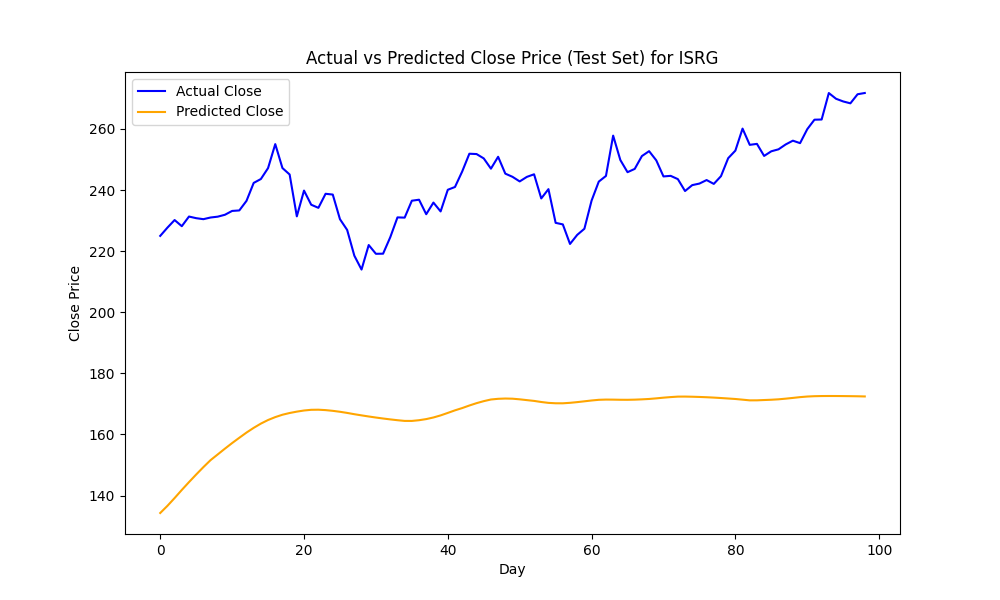 Actual vs Predicted Close Price (Test Set) for ISRG
Actual Close
Predicted Close
Close Price
260
240
220
200
180
160
140
0 20 40 60 80 100
Day